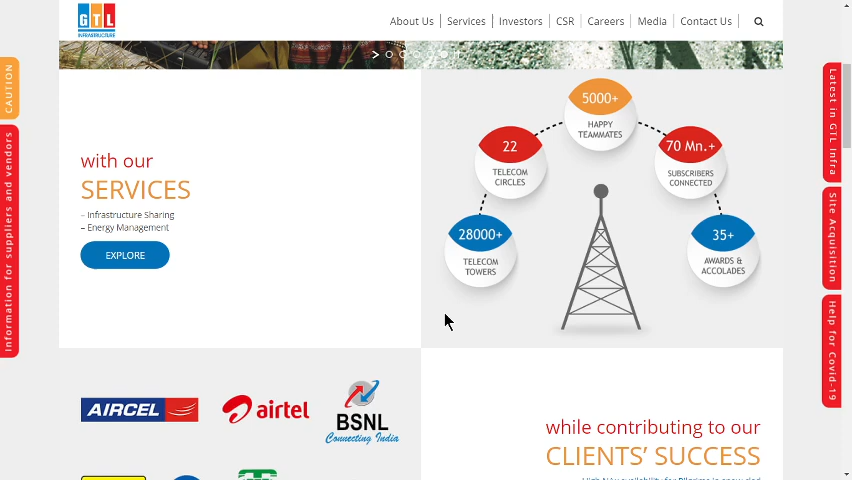 GTL
INFRASTRUCTURE
About Us
Services
Investors
CSR
Careers
Media
Contact Us
CAUTION
Information for suppliers and vendors
with our
SERVICES
– Infrastructure Sharing
– Energy Management
EXPLORE
5000+
HAPPY
TEAMMATES
22
TELECOM
CIRCLES
70 Mn.+
SUBSCRIBERS
CONNECTED
28000+
TELECOM
TOWERS
35+
AWARDS &
ACCOLADES
Latest in GTL Infra
Site Acquisition
Help for Covid-19
AIRCEL
airtel
BSNL
Connecting India
while contributing to our
CLIENTS’ SUCCESS